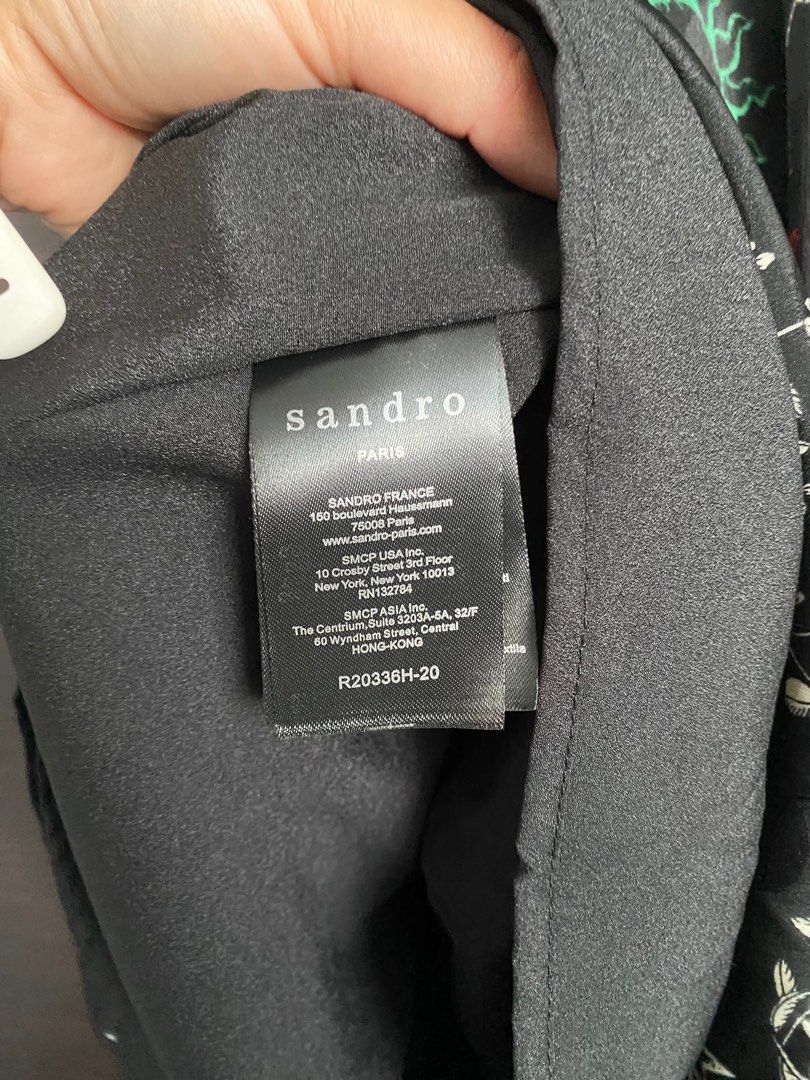 sandro
PARIS
SANDRO FRANCE
150 boulevard Haussmann
75008 Paris
www.sandro-paris.com
SMCP USA Inc.
10 Crosby Street 3rd Floor
New York, New York 10013
RN132784
SMCP ASIA Inc.
The Centrium,Suite 3203A-5A, 32/F
60 Wyndham Street, Central
HONG-KONG
R20336H-20